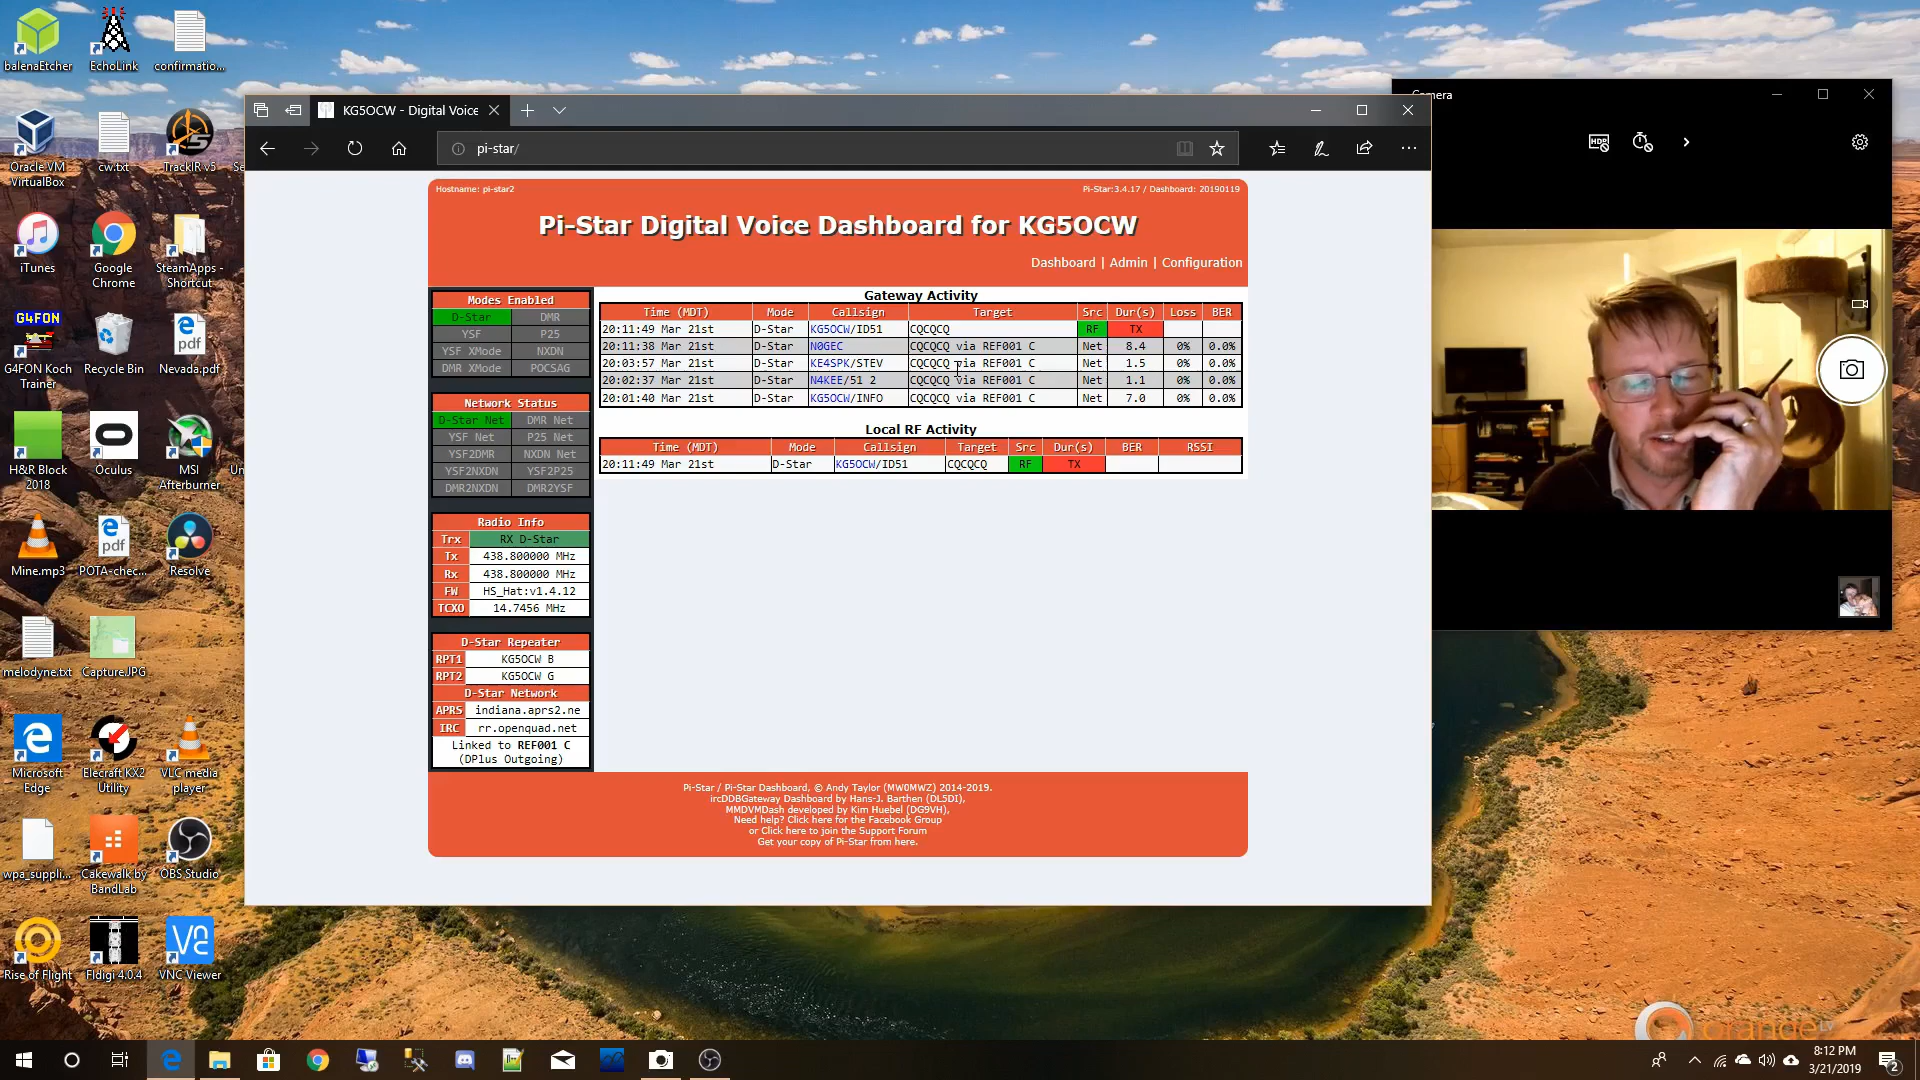 balenaEtcher
EchoLink
confirmatio...
Oracle VM
VirtualBox
cw.txt
TrackIR v5
Se
iTunes
Google
Chrome
SteamApps -
Shortcut
G4FON
G4FON Koch
Trainer
Recycle Bin
Nevada.pdf
H&R Block
2018
Oculus
MSI
Afterburner
Un
Mine.mp3
POTA-chec...
Resolve
melodyne.txt
Capture.JPG
Microsoft
Edge
Elecraft KX2
Utility
VLC media
player
wpa_suppli...
Cakewalk by
BandLab
OBS Studio
Rise of Flight
Fldigi 4.0.4
VNC Viewer
KG5OCW - Digital Voice
pi-star/
Hostname: pi-star2
Pi-Star:3.4.17 / Dashboard: 20190119
Pi-Star Digital Voice Dashboard for KG5OCW
Dashboard | Admin | Configuration
Modes Enabled
D-Star DMR
YSF P25
YSF XMode NXDN
DMR XMode POCSAG
Network Status
D-Star Net DMR Net
YSF Net P25 Net
YSF2DMR NXDN Net
YSF2NXDN YSF2P25
DMR2NXDN DMR2YSF
Radio Info
Trx RX D-Star
Tx 438.800000 MHz
Rx 438.800000 MHz
FW HS_Hat:v1.4.12
TCXO 14.7456 MHz
D-Star Repeater
RPT1 KG5OCW B
RPT2 KG5OCW G
D-Star Network
APRS indiana.aprs2.ne
IRC rr.openquad.net
Linked to REF001 C
(DPlus Outgoing)
Gateway Activity
Time (MDT) Mode Callsign Target Src Dur(s) Loss BER
20:11:49 Mar 21st D-Star KG5OCW/ID51 CQCQCQ RF TX
20:11:38 Mar 21st D-Star N0GEC CQCQCQ via REF001 C Net 8.4 0% 0.0%
20:03:57 Mar 21st D-Star KE4SPK/STEV CQCQCQ via REF001 C Net 1.5 0% 0.0%
20:02:37 Mar 21st D-Star N4KEE/51 2 CQCQCQ via REF001 C Net 1.1 0% 0.0%
20:01:40 Mar 21st D-Star KG5OCW/INFO CQCQCQ via REF001 C Net 7.0 0% 0.0%
Local RF Activity
Time (MDT) Mode Callsign Target Src Dur(s) BER RSSI
20:11:49 Mar 21st D-Star KG5OCW/ID51 CQCQCQ RF TX
Pi-Star / Pi-Star Dashboard, © Andy Taylor (MW0MWZ) 2014-2019.
ircDDBGateway Dashboard by Hans-J. Barthen (DL5DI),
MMDVMDash developed by Kim Huebel (DG9VH),
Need help? Click here for the Facebook Group
or Click here to join the Support Forum
Get your copy of Pi-Star from here.
HDR
8:12 PM
3/21/2019
2